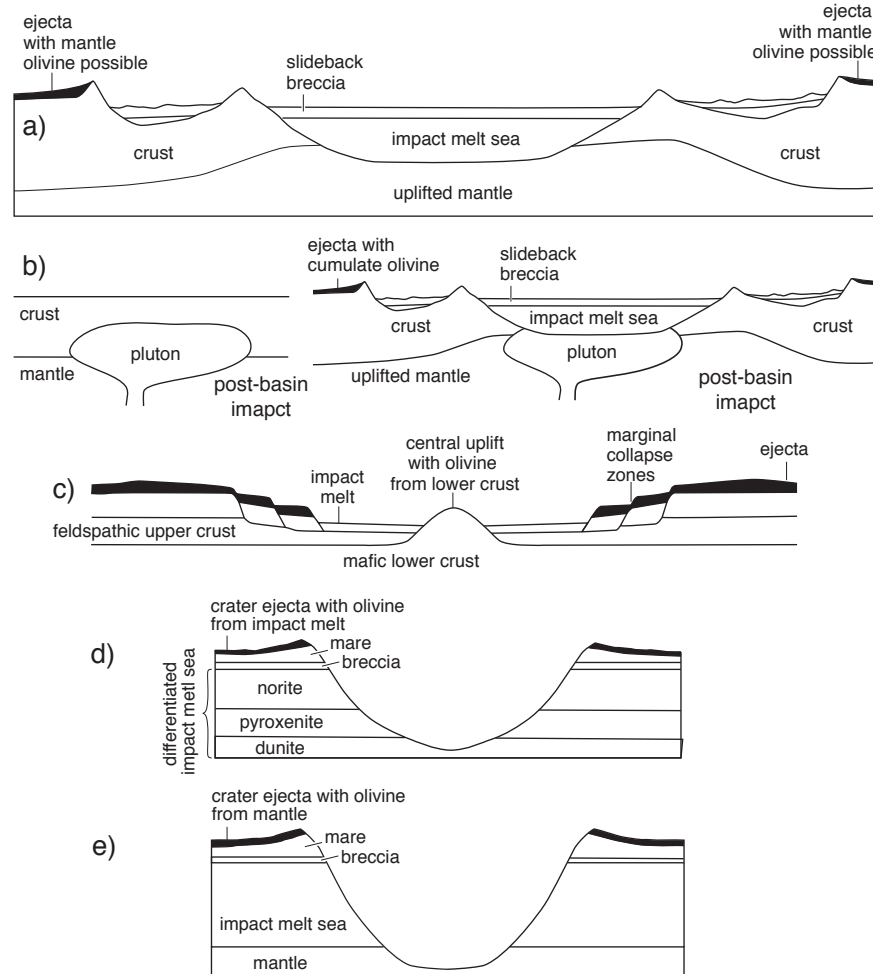 ejecta
with mantle
olivine possible
slideback
breccia
ejecta
with mantle
olivine possible
a)
impact melt sea
crust
crust
uplifted mantle
b)
ejecta with
cumulate olivine
slideback
breccia
crust
pluton
mantle
post-basin
imapct
crust
impact melt sea
crust
pluton
uplifted mantle
post-basin
imapct
c)
impact
melt
central uplift
with olivine
from lower crust
marginal
collapse
zones
ejecta
feldspathic upper crust
mafic lower crust
d)
crater ejecta with olivine
from impact melt
mare
breccia
differentiated
impact metl sea
norite
pyroxenite
dunite
e)
crater ejecta with olivine
from mantle
mare
breccia
impact melt sea
mantle